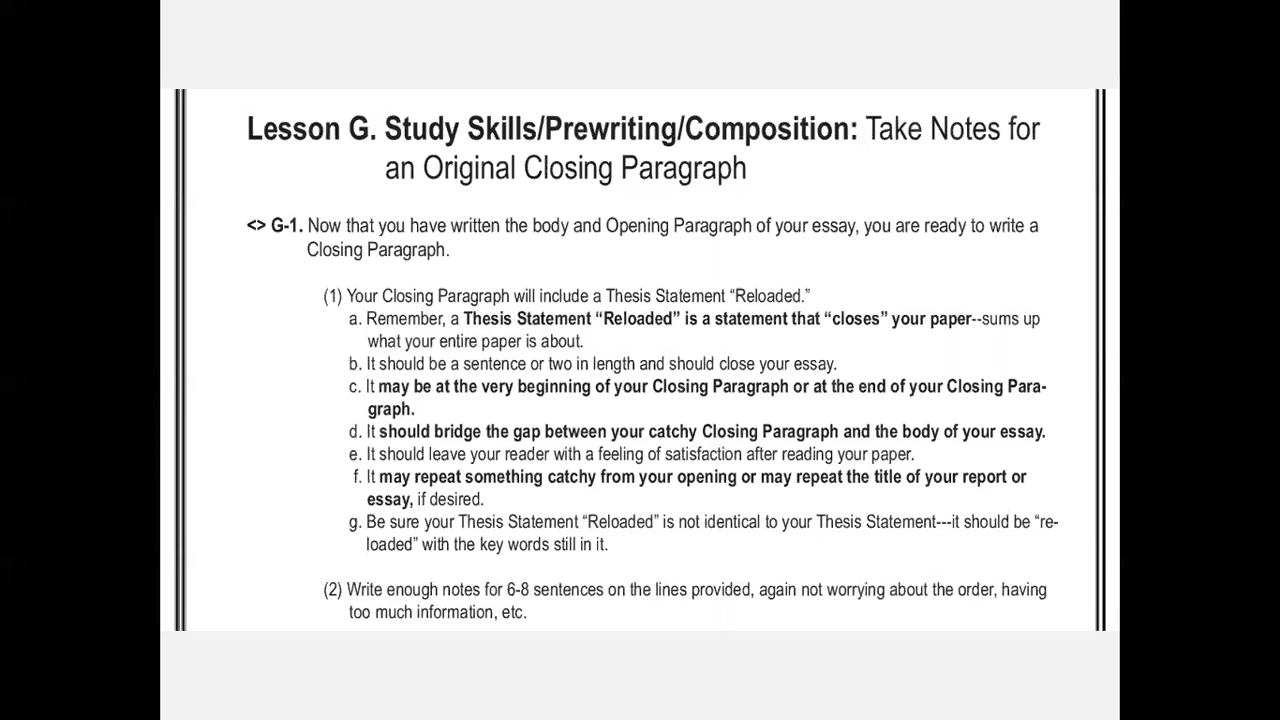 Lesson G. Study Skills/Prewriting/Composition: Take Notes for
an Original Closing Paragraph
<> G-1. Now that you have written the body and Opening Paragraph of your essay, you are ready to write a
Closing Paragraph.
(1) Your Closing Paragraph will include a Thesis Statement “Reloaded.”
a. Remember, a Thesis Statement “Reloaded” is a statement that “closes” your paper--sums up
what your entire paper is about.
b. It should be a sentence or two in length and should close your essay.
c. It may be at the very beginning of your Closing Paragraph or at the end of your Closing Para-
graph.
d. It should bridge the gap between your catchy Closing Paragraph and the body of your essay.
e. It should leave your reader with a feeling of satisfaction after reading your paper.
f. It may repeat something catchy from your opening or may repeat the title of your report or
essay, if desired.
g. Be sure your Thesis Statement “Reloaded” is not identical to your Thesis Statement---it should be “re-
loaded” with the key words still in it.
(2) Write enough notes for 6-8 sentences on the lines provided, again not worrying about the order, having
too much information, etc.